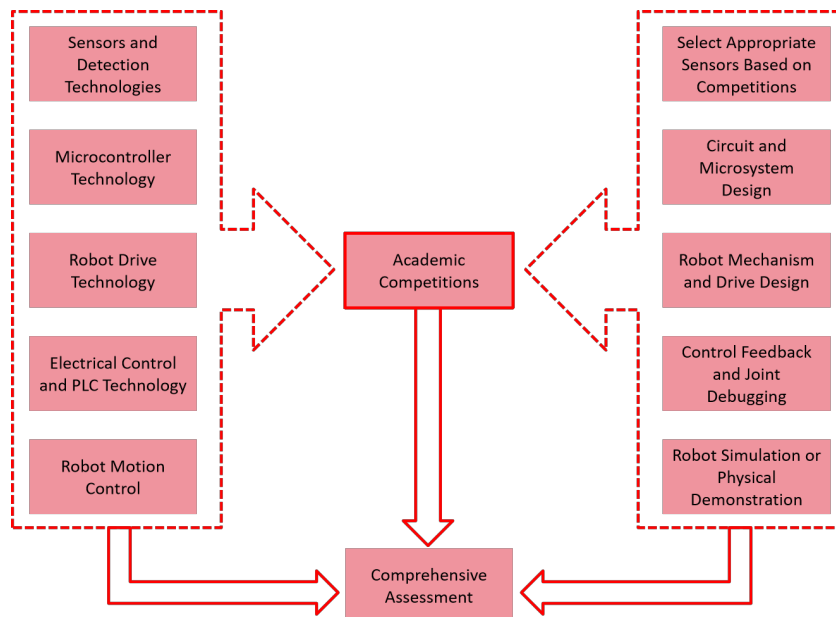 Sensors and
Detection
Technologies
Microcontroller
Technology
Robot Drive
Technology
Electrical Control
and PLC Technology
Robot Motion
Control
Academic
Competitions
Comprehensive
Assessment
Select Appropriate
Sensors Based on
Competitions
Circuit and
Microsystem
Design
Robot Mechanism
and Drive Design
Control Feedback
and Joint
Debugging
Robot Simulation or
Physical
Demonstration